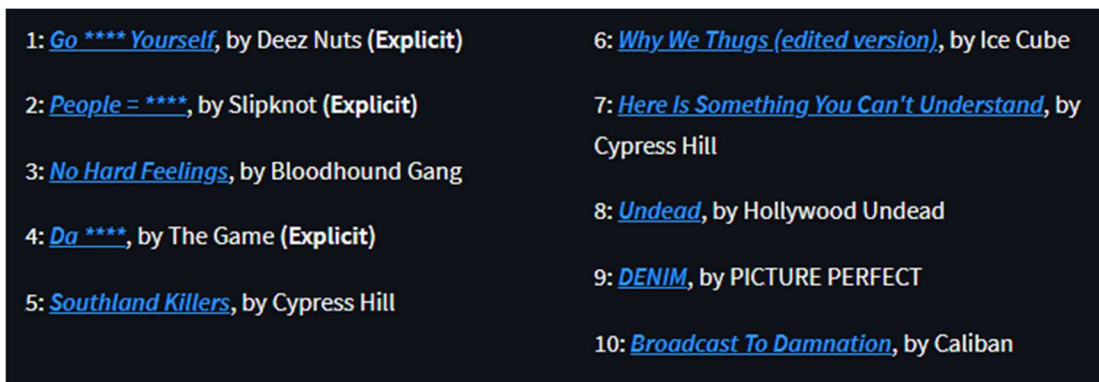 1: Go **** Yourself, by Deez Nuts (Explicit)
2: People = ****, by Slipknot (Explicit)
3: No Hard Feelings, by Bloodhound Gang
4: Da ****, by The Game (Explicit)
5: Southland Killers, by Cypress Hill
6: Why We Thugs (edited version), by Ice Cube
7: Here Is Something You Can't Understand, by
Cypress Hill
8: Undead, by Hollywood Undead
9: DENIM, by PICTURE PERFECT
10: Broadcast To Damnation, by Caliban